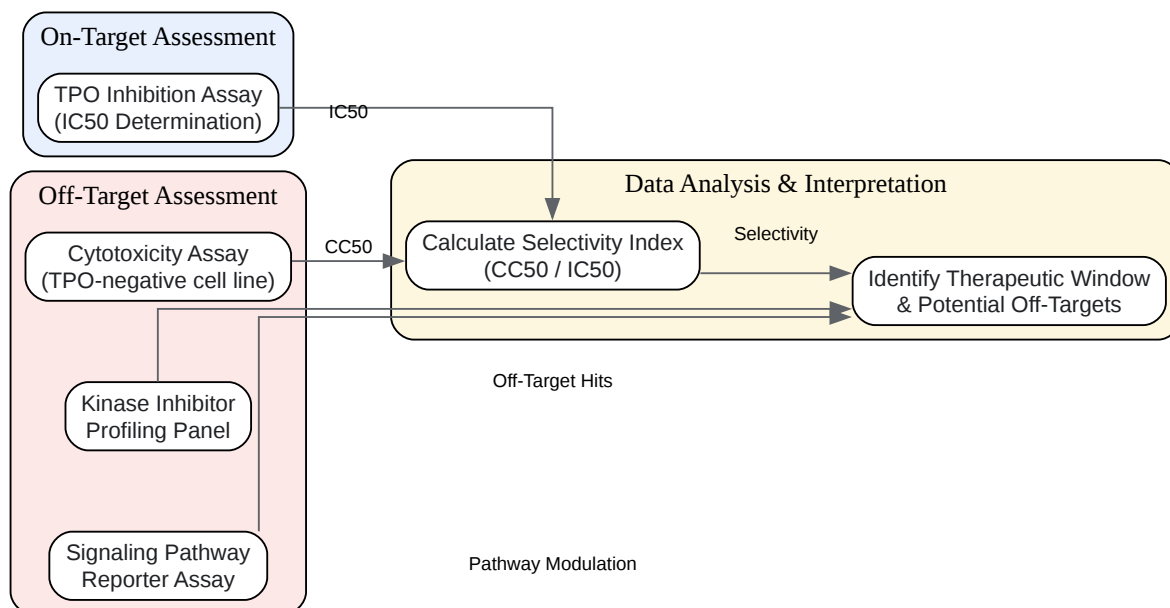 On-Target Assessment
TPO Inhibition Assay
(IC50 Determination)
IC50
Off-Target Assessment
Cytotoxicity Assay
(TPO-negative cell line)
CC50
Kinase Inhibitor
Profiling Panel
Signaling Pathway
Reporter Assay
Data Analysis & Interpretation
Calculate Selectivity Index
(CC50 / IC50)
Selectivity
Identify Therapeutic Window
& Potential Off-Targets
Off-Target Hits
Pathway Modulation